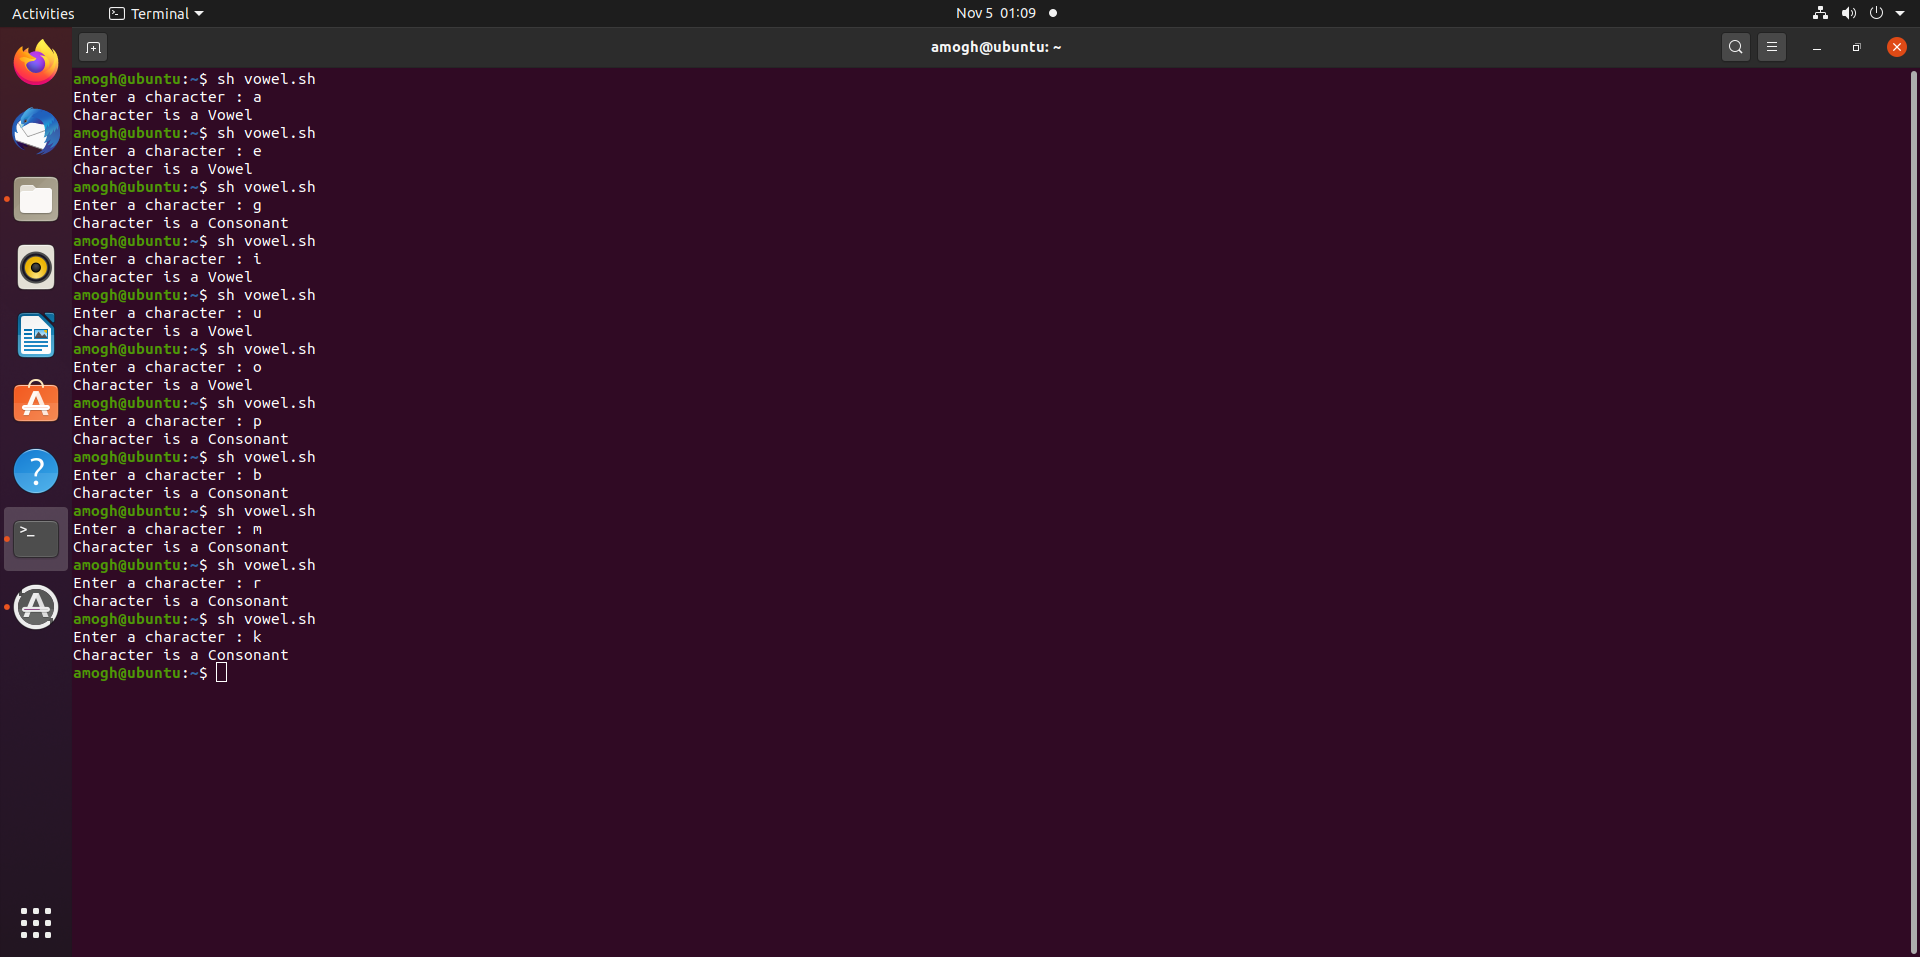 Activities
Terminal
Nov 5 01:09
amogh@ubuntu: ~
amogh@ubuntu:~$ sh vowel.sh
Enter a character : a
Character is a Vowel
amogh@ubuntu:~$ sh vowel.sh
Enter a character : e
Character is a Vowel
amogh@ubuntu:~$ sh vowel.sh
Enter a character : g
Character is a Consonant
amogh@ubuntu:~$ sh vowel.sh
Enter a character : i
Character is a Vowel
amogh@ubuntu:~$ sh vowel.sh
Enter a character : u
Character is a Vowel
amogh@ubuntu:~$ sh vowel.sh
Enter a character : o
Character is a Vowel
amogh@ubuntu:~$ sh vowel.sh
Enter a character : p
Character is a Consonant
amogh@ubuntu:~$ sh vowel.sh
Enter a character : b
Character is a Consonant
amogh@ubuntu:~$ sh vowel.sh
Enter a character : m
Character is a Consonant
amogh@ubuntu:~$ sh vowel.sh
Enter a character : r
Character is a Consonant
amogh@ubuntu:~$ sh vowel.sh
Enter a character : k
Character is a Consonant
amogh@ubuntu:~$